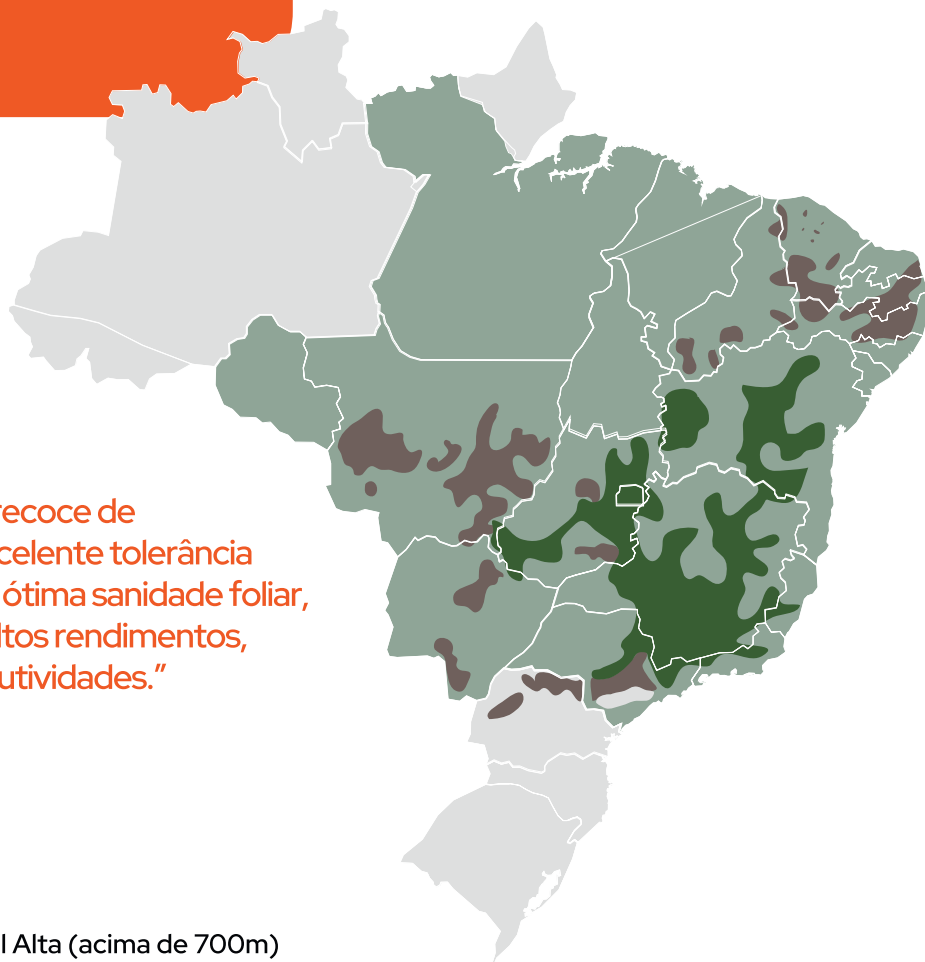 recoce de
celente tolerância
ótima sanidade foliar,
ltos rendimentos,
utividades.”
l Alta (acima de 700m)